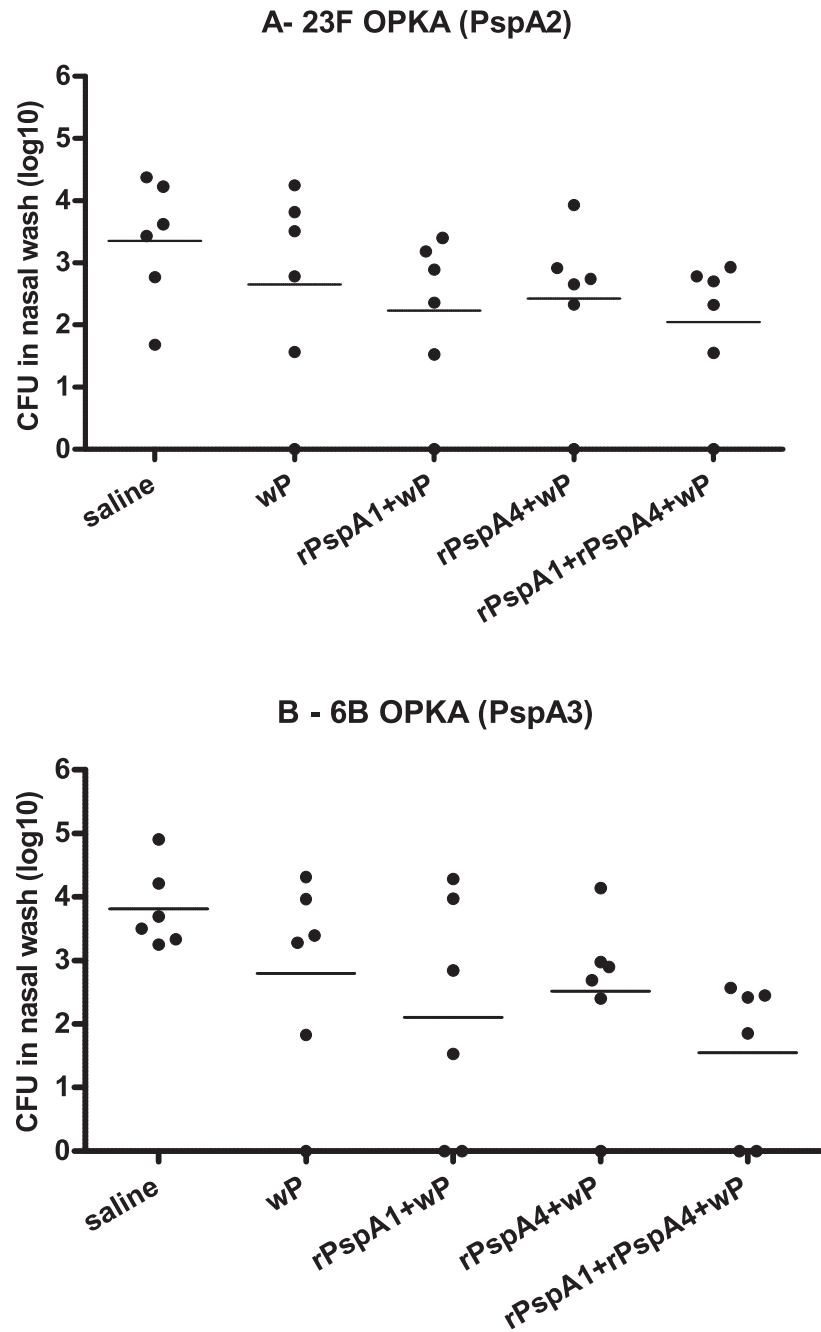 A- 23F OPKA (PspA2)
CFU in nasal wash (log10)
6
5
4
3
2
1
0
saline
wP
rPspA1+wP
rPspA4+wP
rPspA1+rPspA4+wP
B - 6B OPKA (PspA3)
CFU in nasal wash (log10)
6
5
4
3
2
1
0
saline
wP
rPspA1+wP
rPspA4+wP
rPspA1+rPspA4+wP